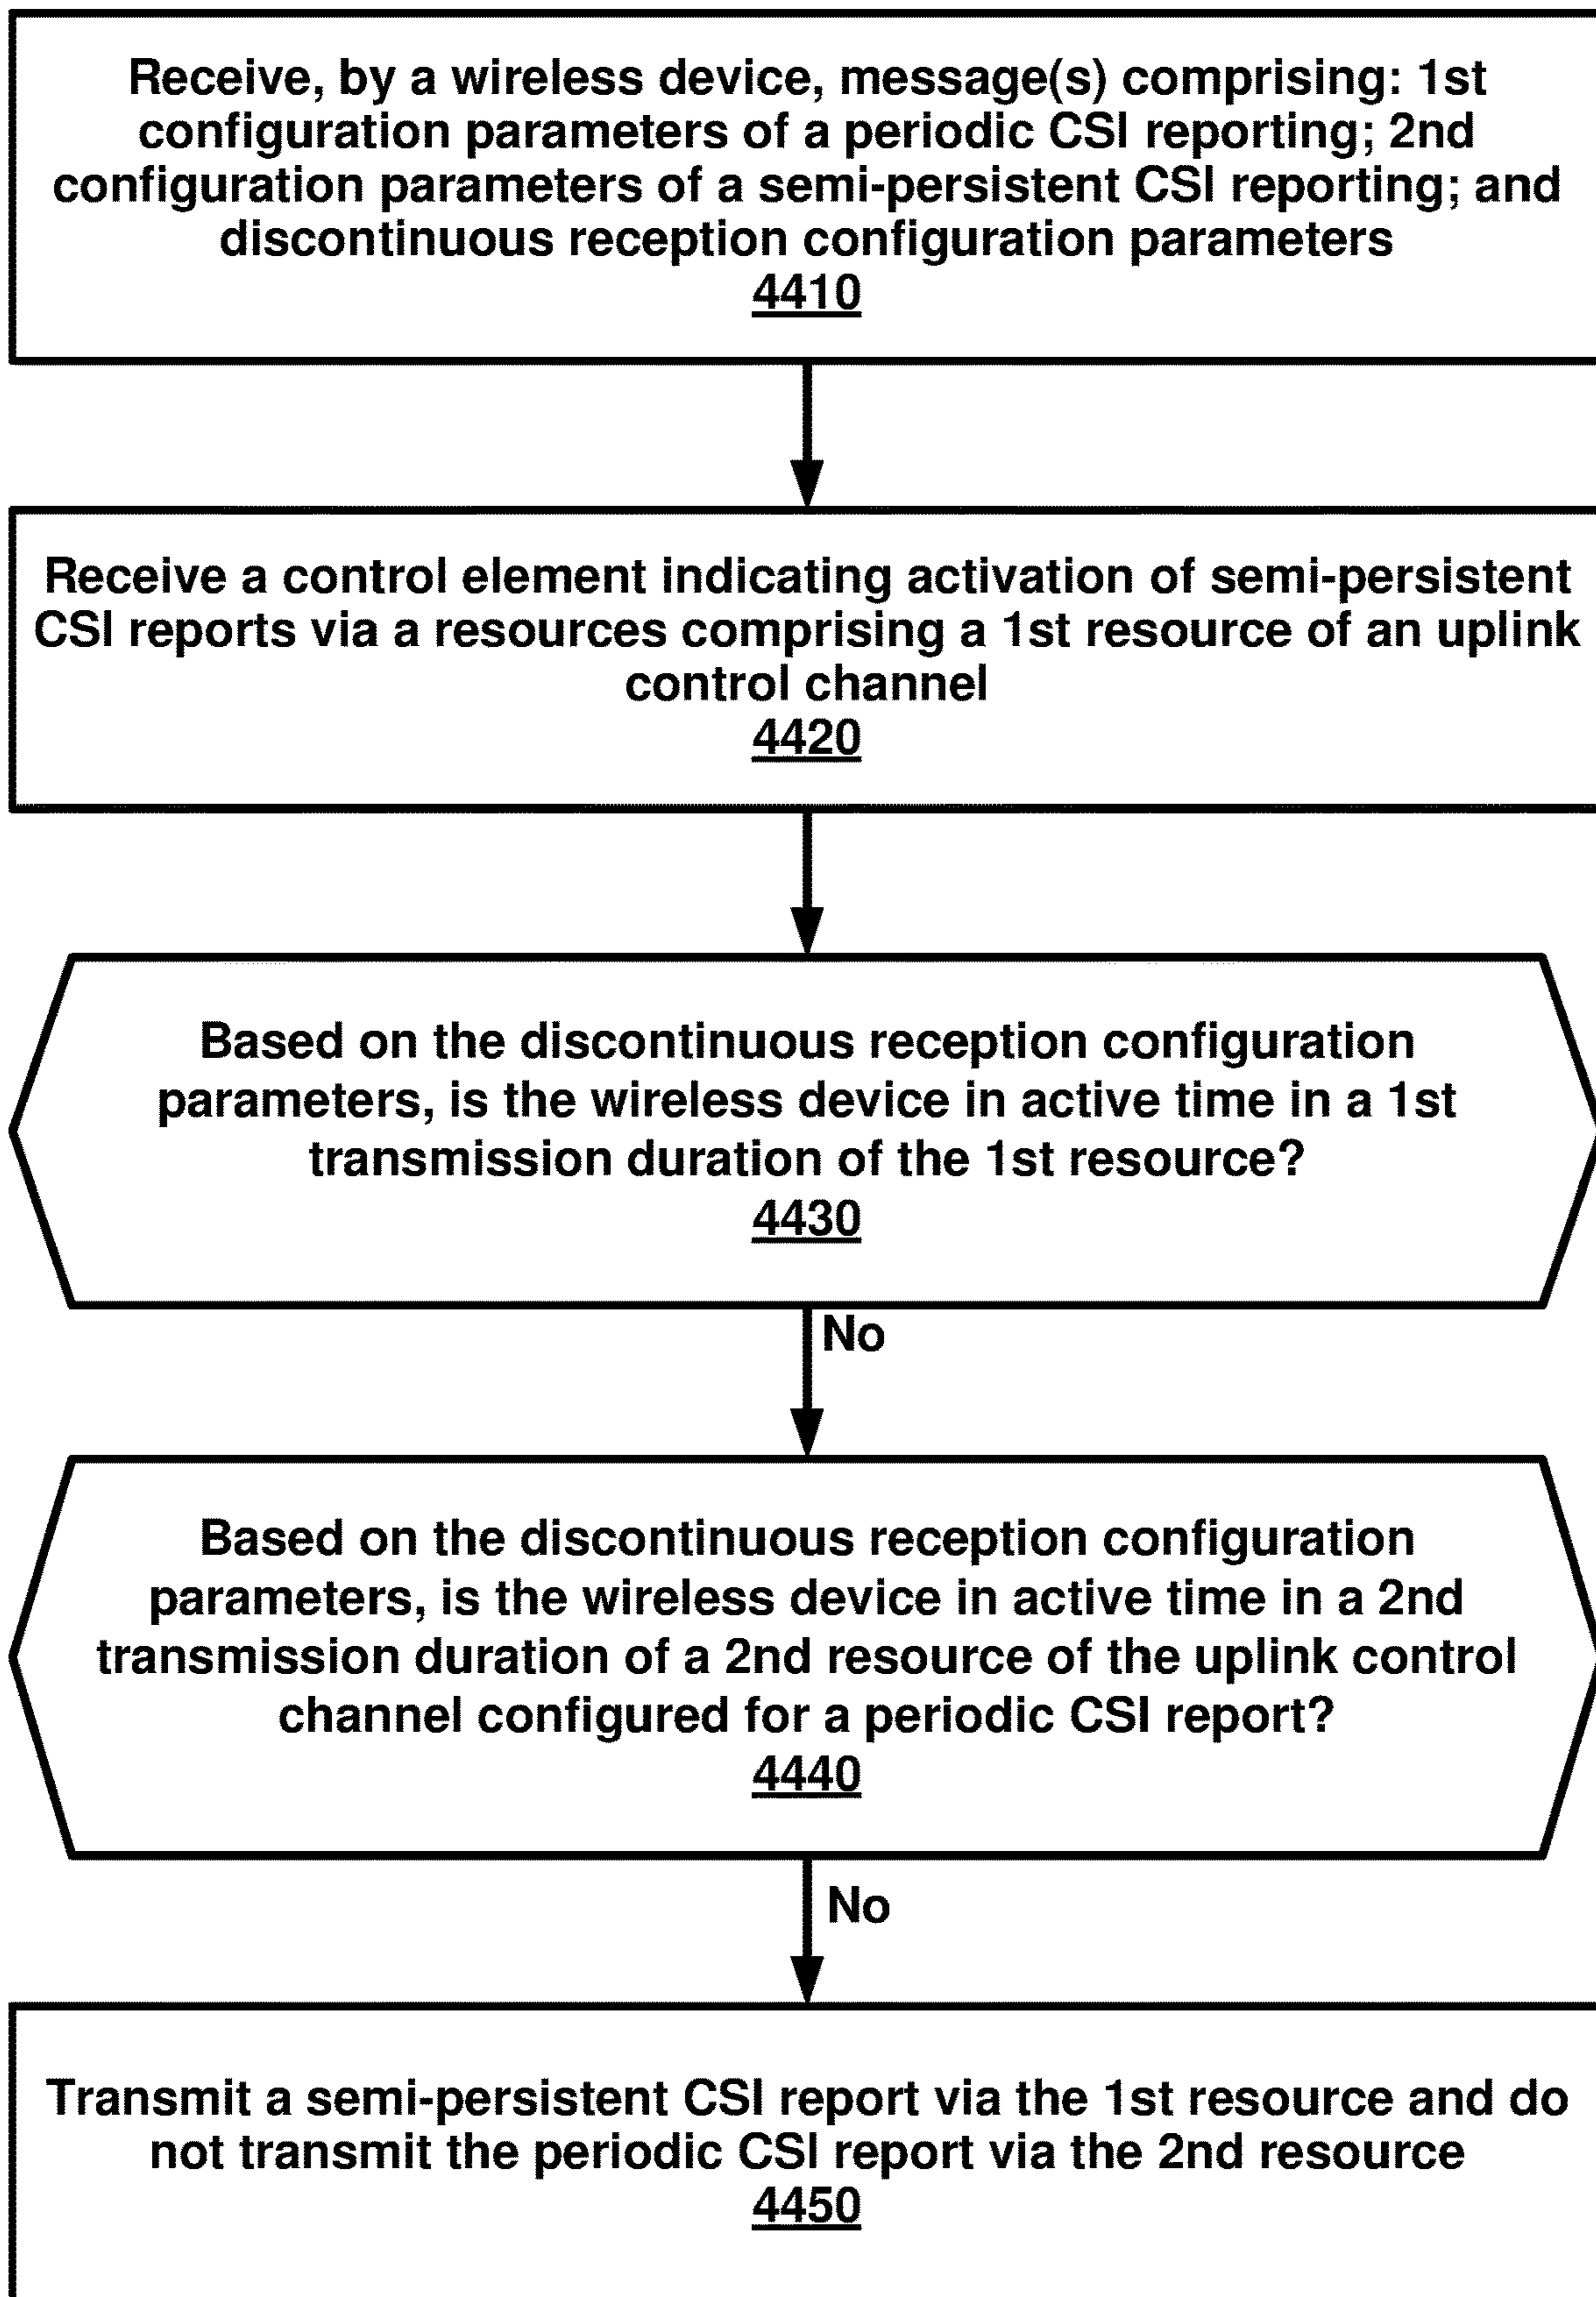 Receive, by a wireless device, message(s) comprising: 1st
configuration parameters of a periodic CSI reporting; 2nd
configuration parameters of a semi-persistent CSI reporting; and
discontinuous reception configuration parameters
4410
Receive a control element indicating activation of semi-persistent
CSI reports via a resources comprising a 1st resource of an uplink
control channel
4420
Based on the discontinuous reception configuration
parameters, is the wireless device in active time in a 1st
transmission duration of the 1st resource?
4430
No
Based on the discontinuous reception configuration
parameters, is the wireless device in active time in a 2nd
transmission duration of a 2nd resource of the uplink control
channel configured for a periodic CSI report?
4440
No
Transmit a semi-persistent CSI report via the 1st resource and do
not transmit the periodic CSI report via the 2nd resource
4450